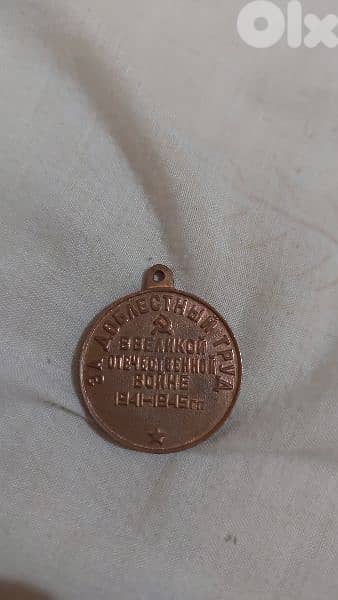 OLX
ЗА ДОБЛЕСТНЫЙ ТРУД
В ВЕЛИКОЙ
ОТЕЧЕСТВЕННОЙ
ВОЙНЕ
1941-1945 гг.